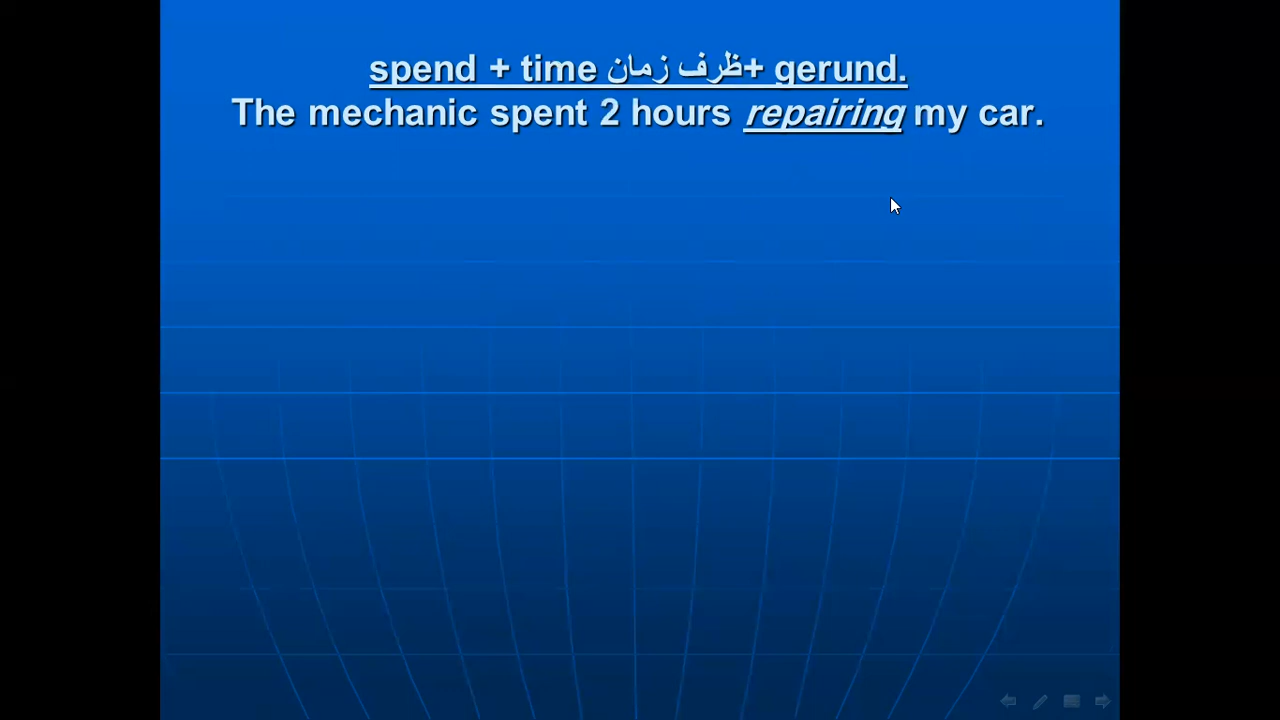 spend + time ظرف زمان+ gerund.
The mechanic spent 2 hours repairing my car.